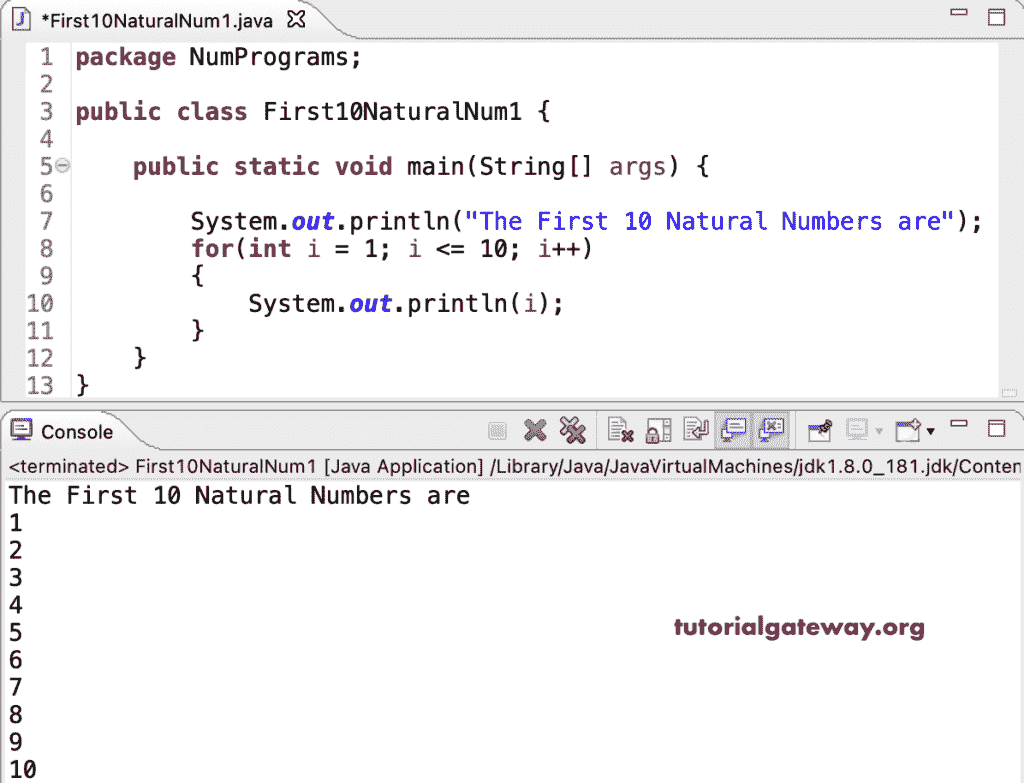 *First10NaturalNum1.java
1 package NumPrograms;
2
3 public class First10NaturalNum1 {
4
5     public static void main(String[] args) {
6
7         System.out.println("The First 10 Natural Numbers are");
8         for(int i = 1; i <= 10; i++)
9         {
10             System.out.println(i);
11         }
12     }
13 }
Console
<terminated> First10NaturalNum1 [Java Application] /Library/Java/JavaVirtualMachines/jdk1.8.0_181.jdk/Conten
The First 10 Natural Numbers are
1
2
3
4
5
6
7
8
9
10
tutorialgateway.org